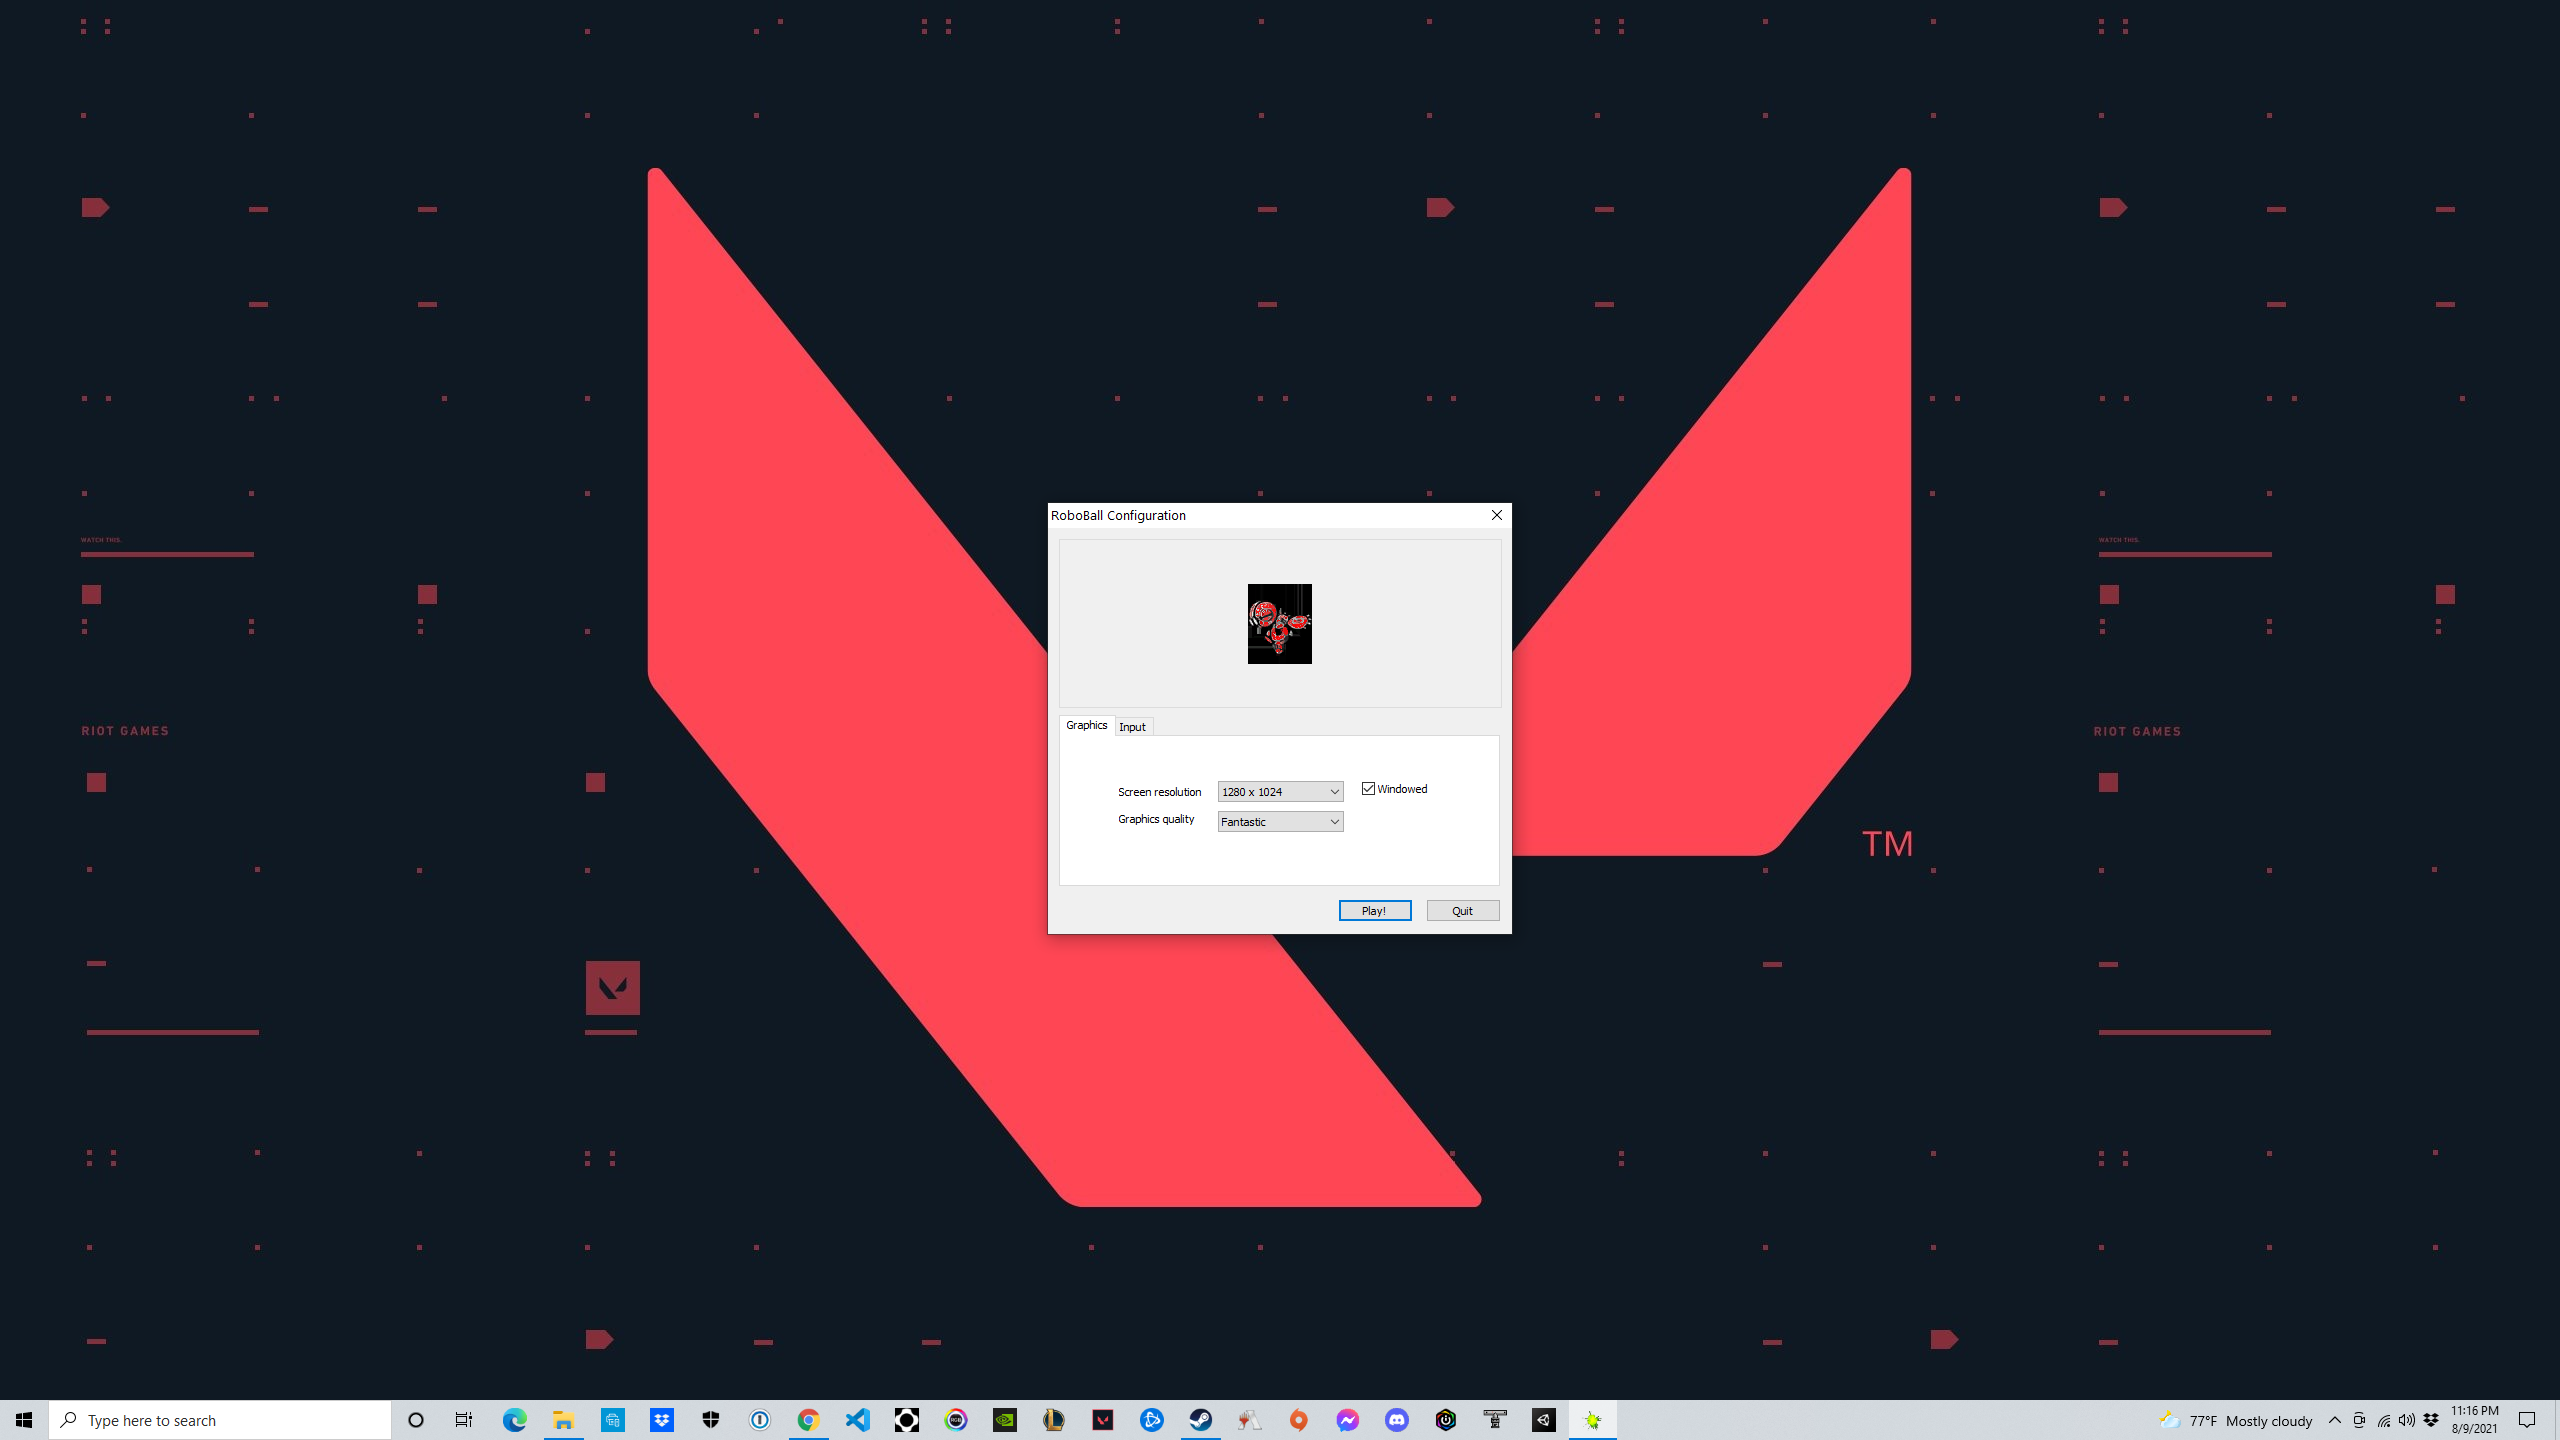 WATCH THIS.
WATCH THIS.
RIOT GAMES
RIOT GAMES
TM
RoboBall Configuration
Graphics
Input
Screen resolution
1280 x 1024
Windowed
Graphics quality
Fantastic
Play!
Quit
Type here to search
77°F Mostly cloudy
11:16 PM
8/9/2021